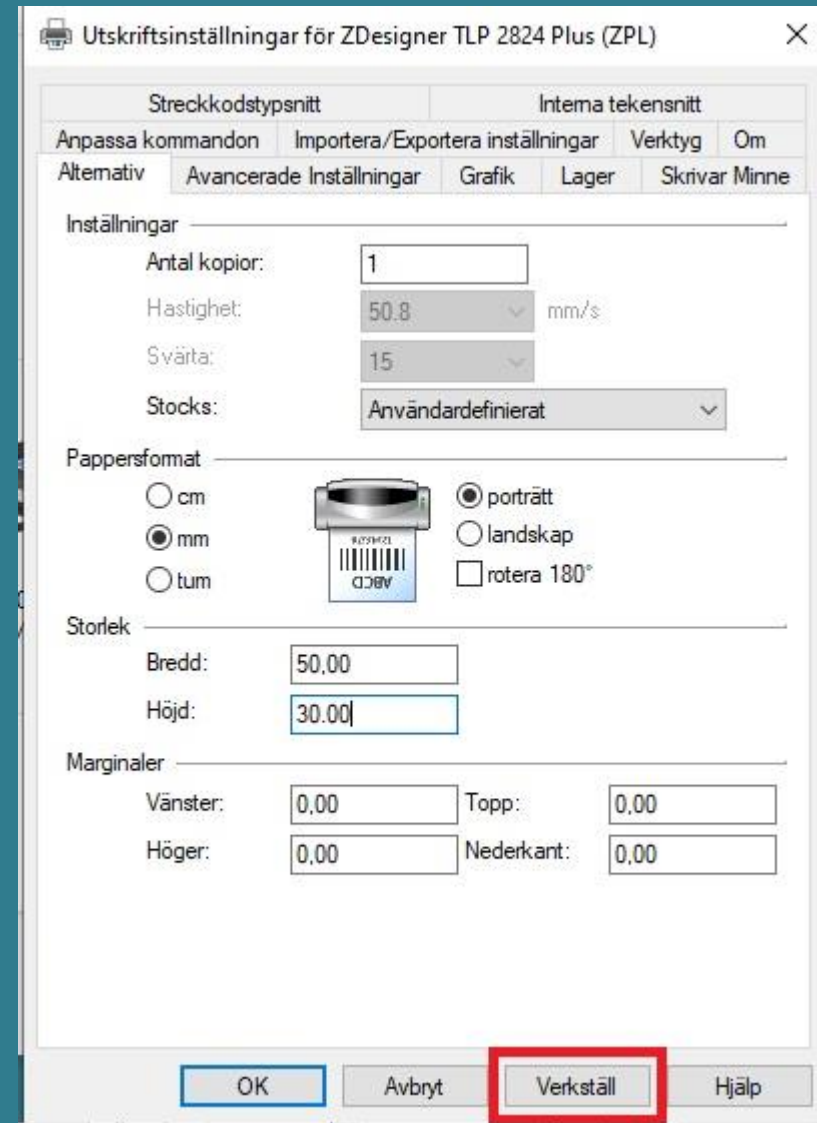 Utskriftsinställningar för ZDesigner TLP 2824 Plus (ZPL)
Streckkodstypsnitt Interna tekensnitt
Anpassa kommandon Importera/Exportera inställningar Verktyg Om
Alternativ Avancerade Inställningar Grafik Lager Skrivar Minne
Inställningar
Antal kopior: 1
Hastighet: 50.8 mm/s
Svärta: 15
Stocks: Användardefinierat
Pappersformat
cm porträtt
mm landskap
tum rotera 180°
12345678
ABCD
Storlek
Bredd: 50,00
Höjd: 30.00
Marginaler
Vänster: 0,00 Topp: 0,00
Höger: 0,00 Nederkant: 0,00
OK Avbryt Verkställ Hjälp